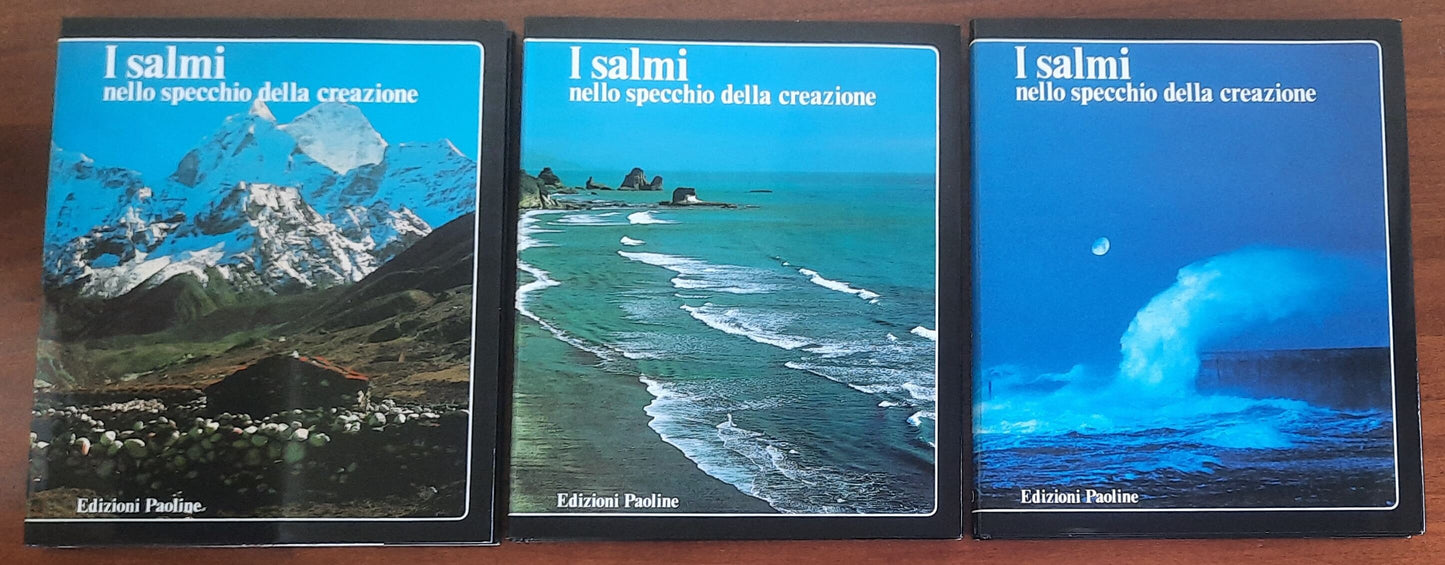 I salmi
nello specchio della creazione
Edizioni Paoline
I salmi
nello specchio della creazione
Edizioni Paoline
I salmi
nello specchio della creazione
Edizioni Paoline